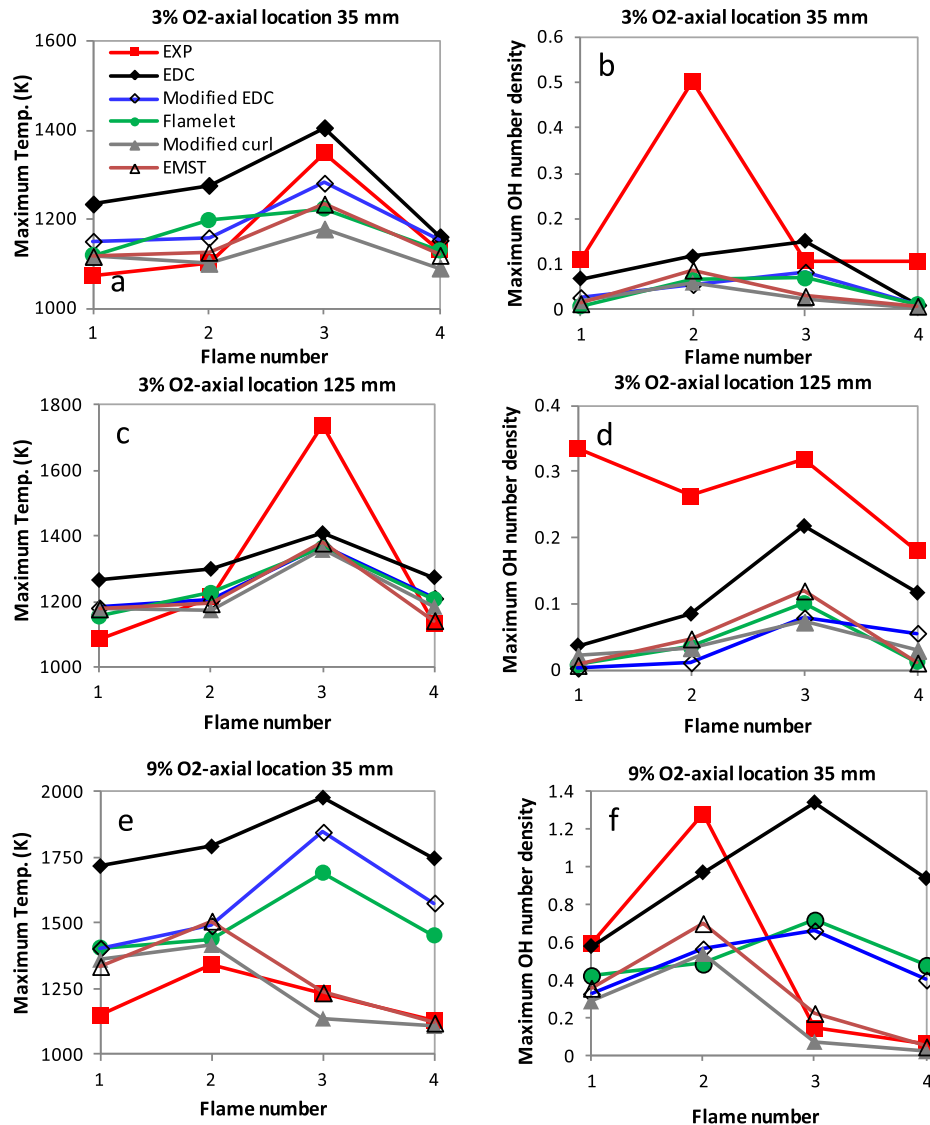 3% O2-axial location 35 mm
Maximum Temp. (K)
1600
1400
1200
1000
EXP
EDC
Modified EDC
Flamelet
Modified curl
EMST
a
1 2 3 4
Flame number
3% O2-axial location 35 mm
Maximum OH number density
0.6
0.5
0.4
0.3
0.2
0.1
0
b
1 2 3 4
Flame number
3% O2-axial location 125 mm
Maximum Temp. (K)
1800
1600
1400
1200
1000
c
1 2 3 4
Flame number
3% O2-axial location 125 mm
Maximum OH number density
0.4
0.3
0.2
0.1
0
d
1 2 3 4
Flame number
9% O2-axial location 35 mm
Maximum Temp. (K)
2000
1750
1500
1250
1000
e
1 2 3 4
Flame number
9% O2-axial location 35 mm
Maximum OH number density
1.4
1.2
1
0.8
0.6
0.4
0.2
0
f
1 2 3 4
Flame number